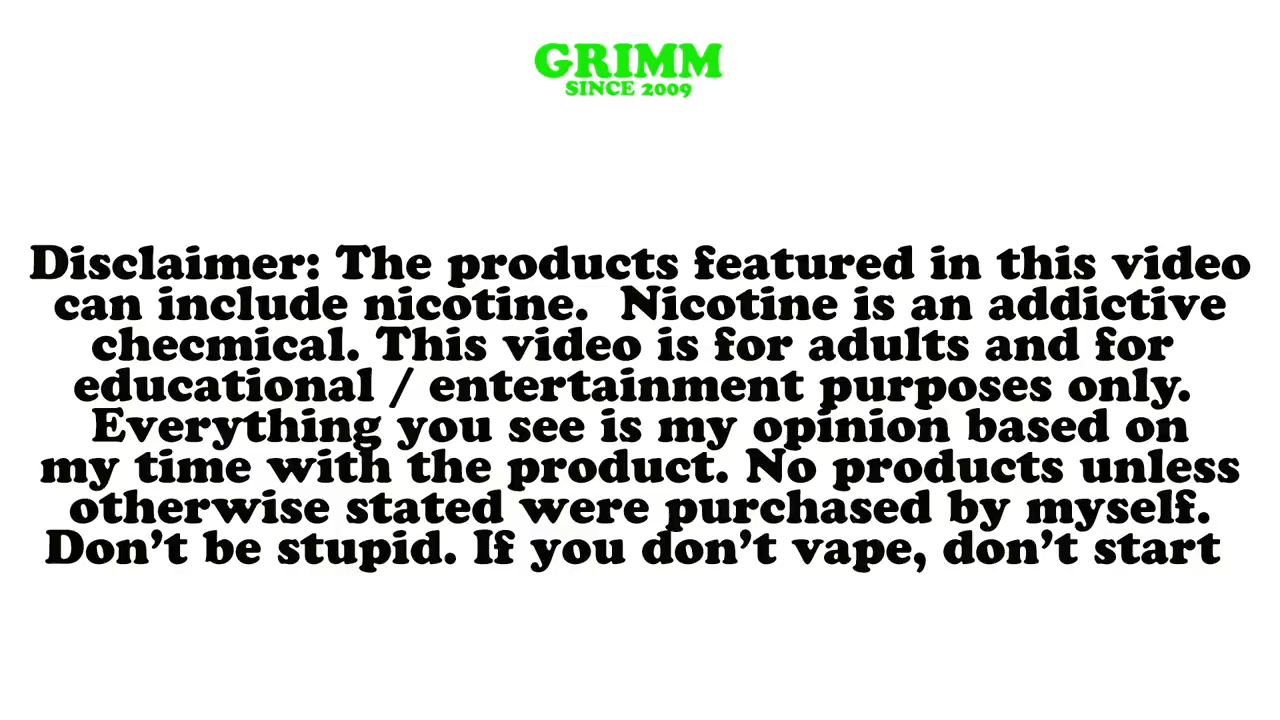 GRIMM
SINCE 2009
Disclaimer: The products featured in this video
can include nicotine.  Nicotine is an addictive
checmical. This video is for adults and for
educational / entertainment purposes only.
Everything you see is my opinion based on
my time with the product. No products unless
otherwise stated were purchased by myself.
Don't be stupid. If you don't vape, don't start